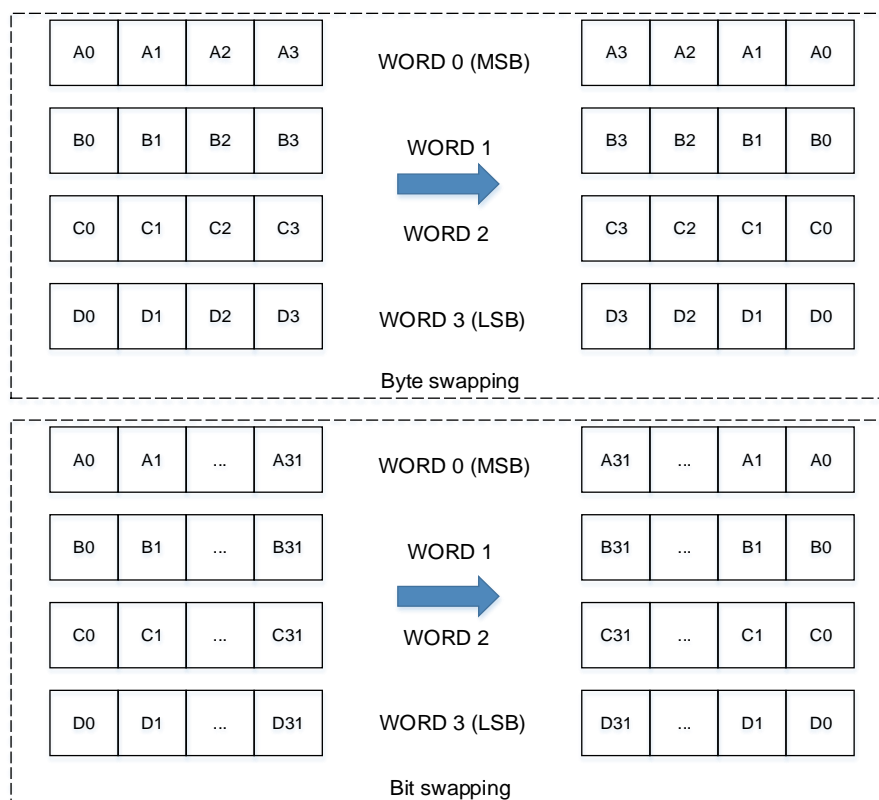 A0 A1 A2 A3 WORD 0 (MSB) A3 A2 A1 A0
B0 B1 B2 B3 WORD 1 B3 B2 B1 B0
C0 C1 C2 C3 WORD 2 C3 C2 C1 C0
D0 D1 D2 D3 WORD 3 (LSB) D3 D2 D1 D0
Byte swapping
A0 A1 ... A31 WORD 0 (MSB) A31 ... A1 A0
B0 B1 ... B31 WORD 1 B31 ... B1 B0
C0 C1 ... C31 WORD 2 C31 ... C1 C0
D0 D1 ... D31 WORD 3 (LSB) D31 ... D1 D0
Bit swapping